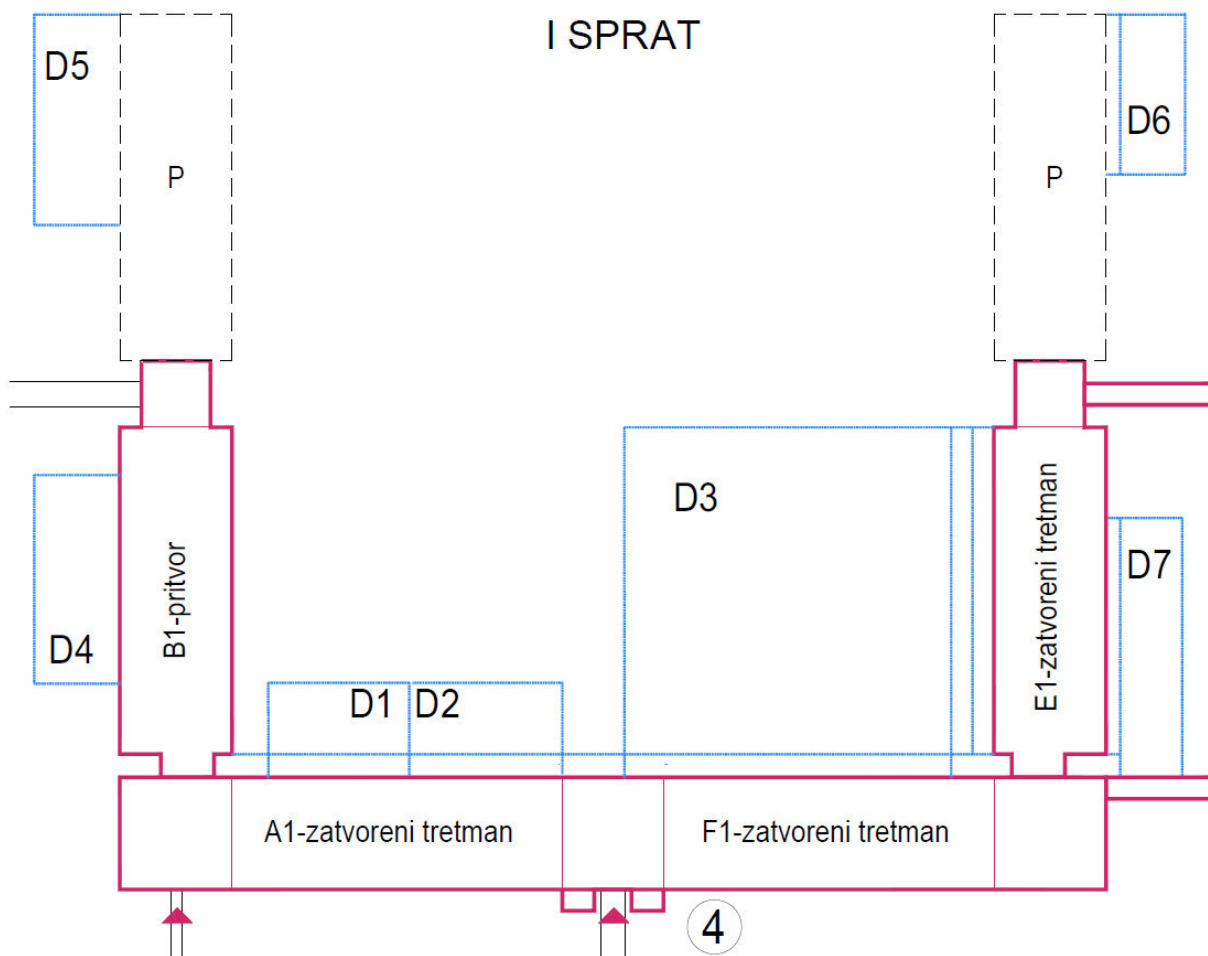 I SPRAT
D5
D6
P
P
D3
D4
B1-pritvor
E1-zatvoreni tretman
D7
D1
D2
A1-zatvoreni tretman
F1-zatvoreni tretman
4